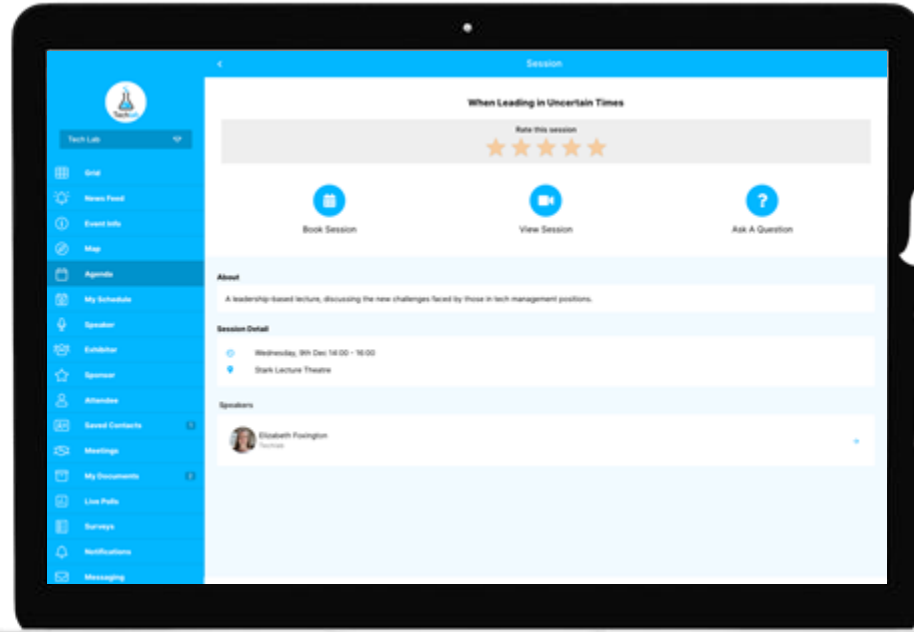 Session
TechLab
Tech Lab
Grid
News Feed
Event Info
Map
Agenda
My Schedule
Speaker
Exhibitor
Sponsor
Attendee
Saved Contacts
Meetings
My Documents
Live Polls
Surveys
Notifications
Messaging
When Leading in Uncertain Times
Rate this session
Book Session
View Session
Ask A Question
About
A leadership-based lecture, discussing the new challenges faced by those in tech management positions.
Session Detail
Wednesday, 9th Dec 14:00 - 16:00
Stark Lecture Theatre
Speakers
Elizabeth Foxington
Techlab